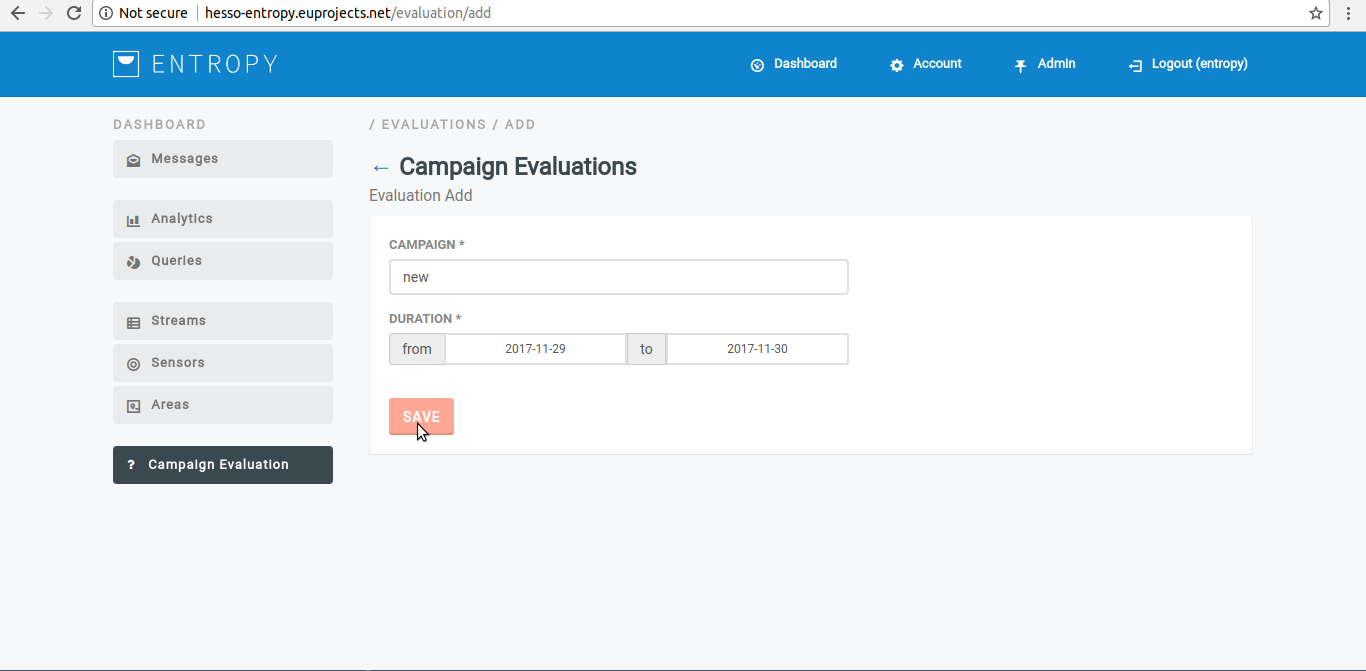 Not secure hesso-entropy.euprojects.net/evaluation/add
ENTROPY
Dashboard Account Admin Logout (entropy)
DASHBOARD
Messages
Analytics
Queries
Streams
Sensors
Areas
? Campaign Evaluation
/ EVALUATIONS / ADD
← Campaign Evaluations
Evaluation Add
CAMPAIGN *
new
DURATION *
from 2017-11-29 to 2017-11-30
SAVE